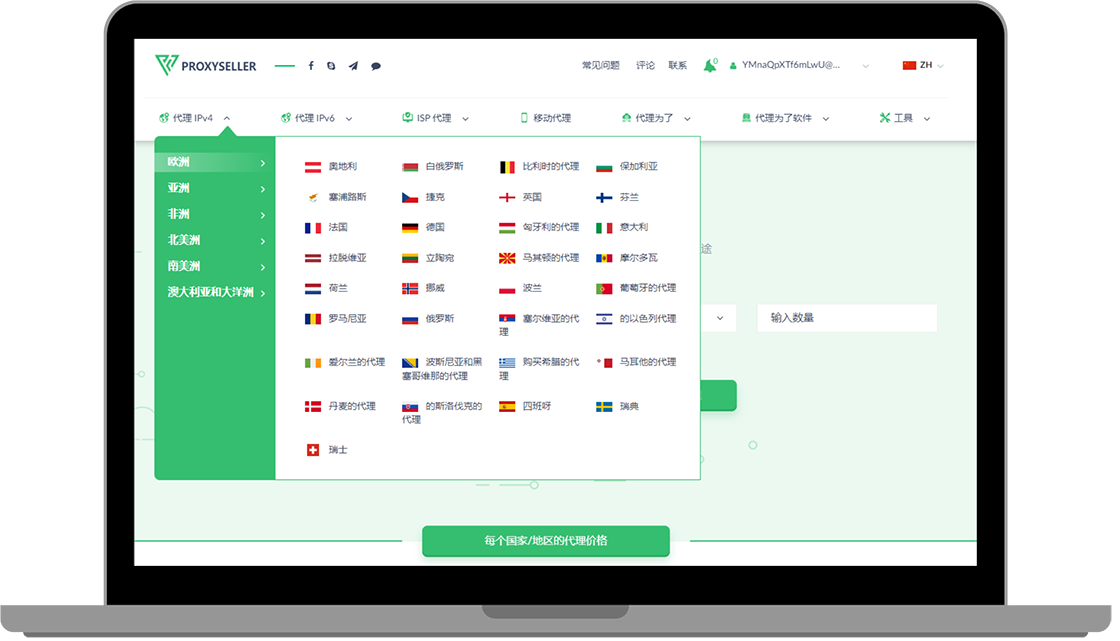 PROXYSELLER
常见问题 评论 联系 0 YMnaQpXTf6mLwU@... ZH
代理 IPv4 代理 IPv6 ISP 代理 移动代理 代理为了 代理为了软件 工具
欧洲
亚洲
非洲
北美洲
南美洲
澳大利亚和大洋洲
奥地利 白俄罗斯 比利时的代理 保加利亚
塞浦路斯 捷克 英国 芬兰
法国 德国 匈牙利的代理 意大利
拉脱维亚 立陶宛 马其顿的代理 摩尔多瓦
荷兰 挪威 波兰 葡萄牙的代理
罗马尼亚 俄罗斯 塞尔维亚的代
理 的以色列代理
爱尔兰的代理 波斯尼亚和黑
塞哥维那的代理 购买希腊的代
理 马耳他的代理
丹麦的代理 的斯洛伐克的
代理 四班呀 瑞典
瑞士
途
输入数量
每个国家/地区的代理价格